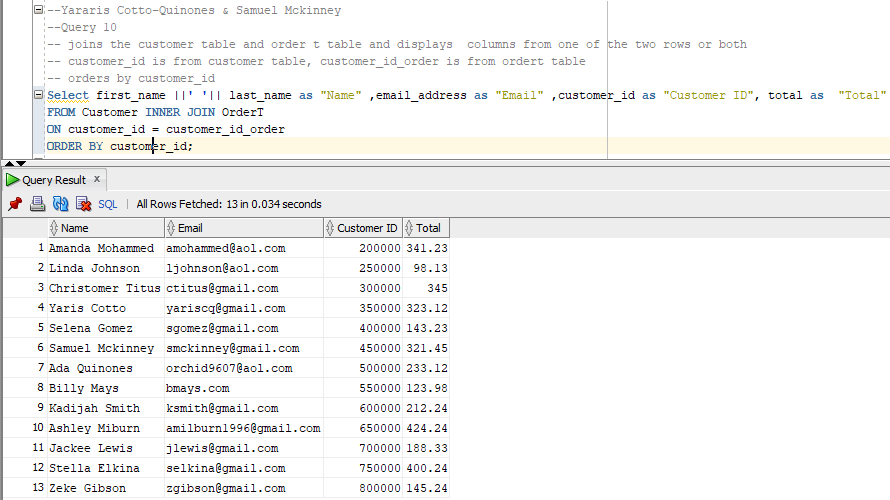 --Yararis Cotto-Quinones & Samuel Mckinney
--Query 10
-- joins the customer table and order t table and displays  columns from one of the two rows or both
-- customer_id is from customer table, customer_id_order is from ordert table
-- orders by customer_id
Select first_name ||' '|| last_name as "Name" ,email_address as "Email" ,customer_id as "Customer ID", total as  "Total"
FROM Customer INNER JOIN OrderT
ON customer_id = customer_id_order
ORDER BY customer_id;
Query Result x
SQL | All Rows Fetched: 13 in 0.034 seconds
Name Email Customer ID Total
1 Amanda Mohammed amohammed@aol.com 200000 341.23
2 Linda Johnson ljohnson@aol.com 250000 98.13
3 Christomer Titus ctitus@gmail.com 300000 345
4 Yaris Cotto yariscq@gmail.com 350000 323.12
5 Selena Gomez sgomez@gmail.com 400000 143.23
6 Samuel Mckinney smckinney@gmail.com 450000 321.45
7 Ada Quinones orchid9607@aol.com 500000 233.12
8 Billy Mays bmays.com 550000 123.98
9 Kadijah Smith ksmith@gmail.com 600000 212.24
10 Ashley Miburn amilburn1996@gmail.com 650000 424.24
11 Jackee Lewis jlewis@gmail.com 700000 188.33
12 Stella Elkina selkina@gmail.com 750000 400.24
13 Zeke Gibson zgibson@gmail.com 800000 145.24